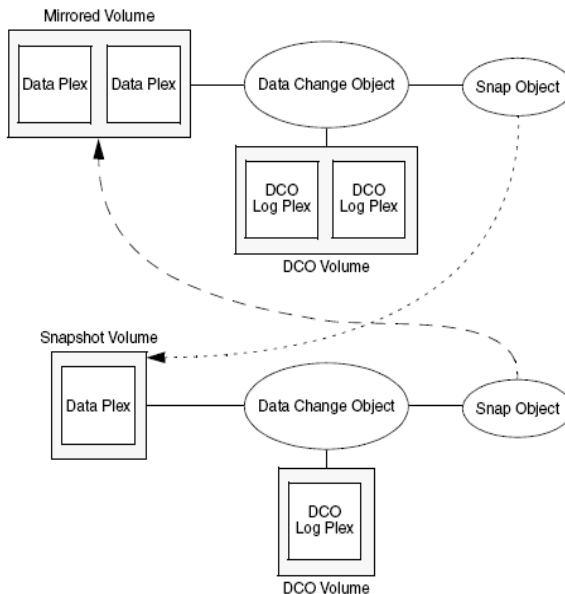 Mirrored Volume
Data Plex
Data Plex
Data Change Object
Snap Object
DCO
Log Plex
DCO
Log Plex
DCO Volume
Snapshot Volume
Data Plex
Data Change Object
Snap Object
DCO
Log Plex
DCO Volume